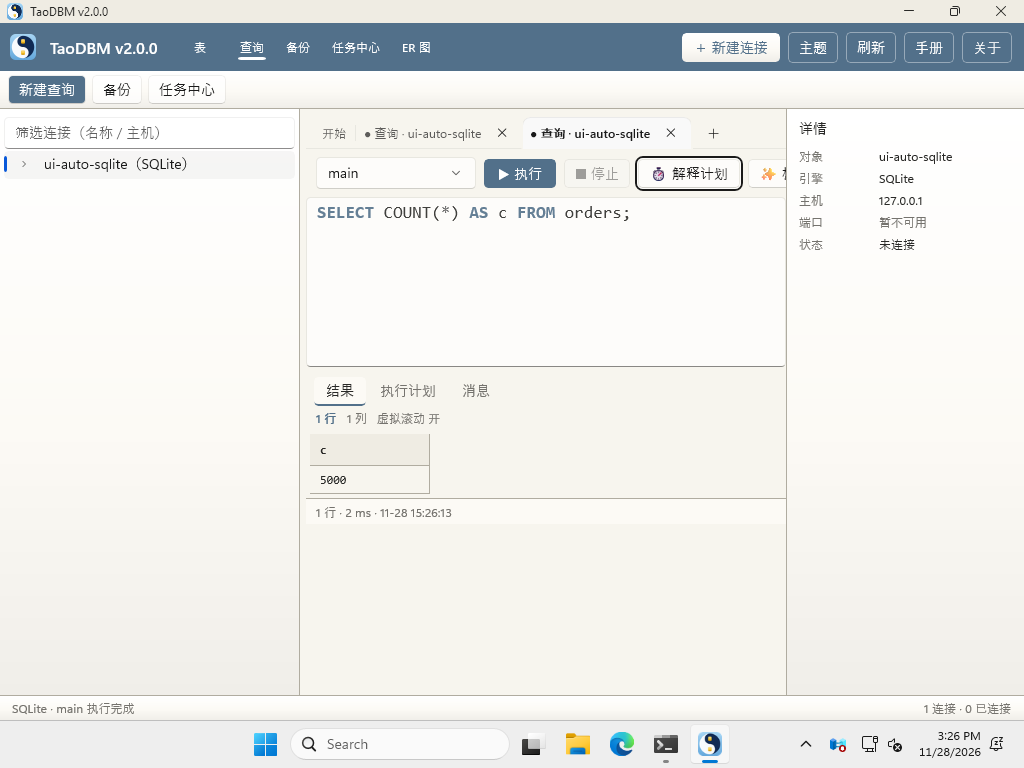 TaoDBM v2.0.0
TaoDBM v2.0.0
表
查询
备份
任务中心
ER 图
+ 新建连接
主题
刷新
手册
关于
新建查询
备份
任务中心
筛选连接（名称 / 主机）
ui-auto-sqlite（SQLite）
开始
● 查询 · ui-auto-sqlite
● 查询 · ui-auto-sqlite
main
执行
停止
解释计划
SELECT COUNT(*) AS c FROM orders;
结果
执行计划
消息
1 行 1 列 虚拟滚动 开
c
5000
1 行 · 2 ms · 11-28 15:26:13
详情
对象 ui-auto-sqlite
引擎 SQLite
主机 127.0.0.1
端口 暂不可用
状态 未连接
SQLite · main 执行完成
1 连接 · 0 已连接
Search
3:26 PM
11/28/2026